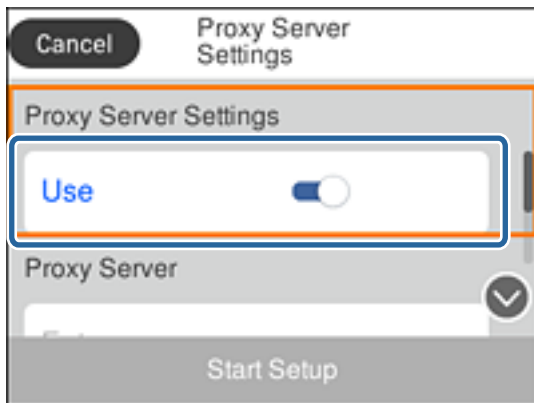 Cancel
Proxy Server
Settings
Proxy Server Settings
Use
Proxy Server
Start Setup